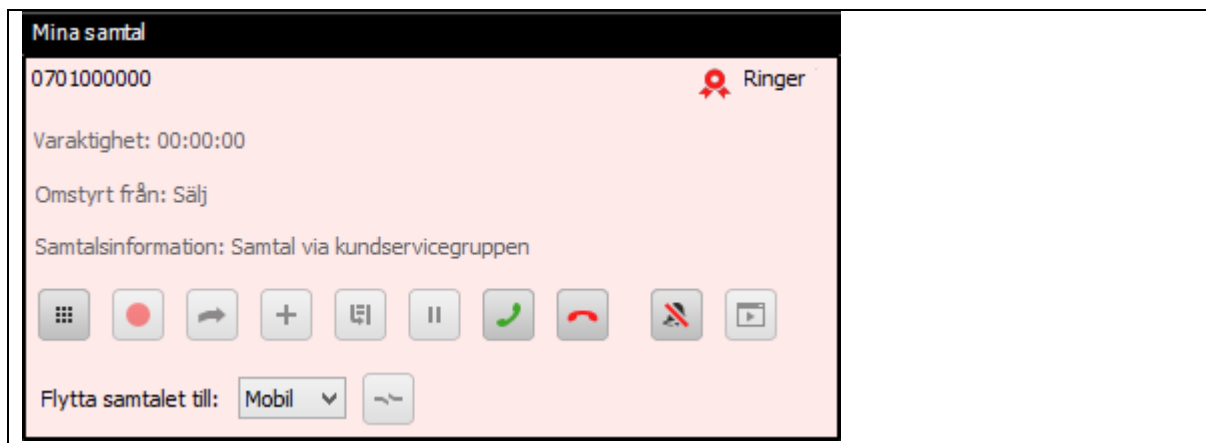 Mina samtal
0701000000 Ringer
Varaktighet: 00:00:00
Omstyrt från: Sälj
Samtalsinformation: Samtal via kundservicegruppen
Flytta samtalet till: Mobil